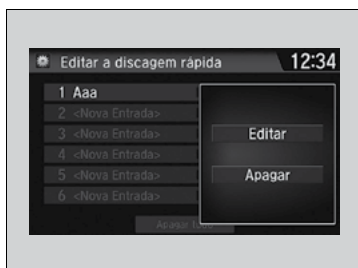 Editar a discagem rápida
12:34
1 Aaa
2 <Nova Entrada>
3 <Nova Entrada>
4 <Nova Entrada>
5 <Nova Entrada>
6 <Nova Entrada>
Editar
Apagar
Apagar